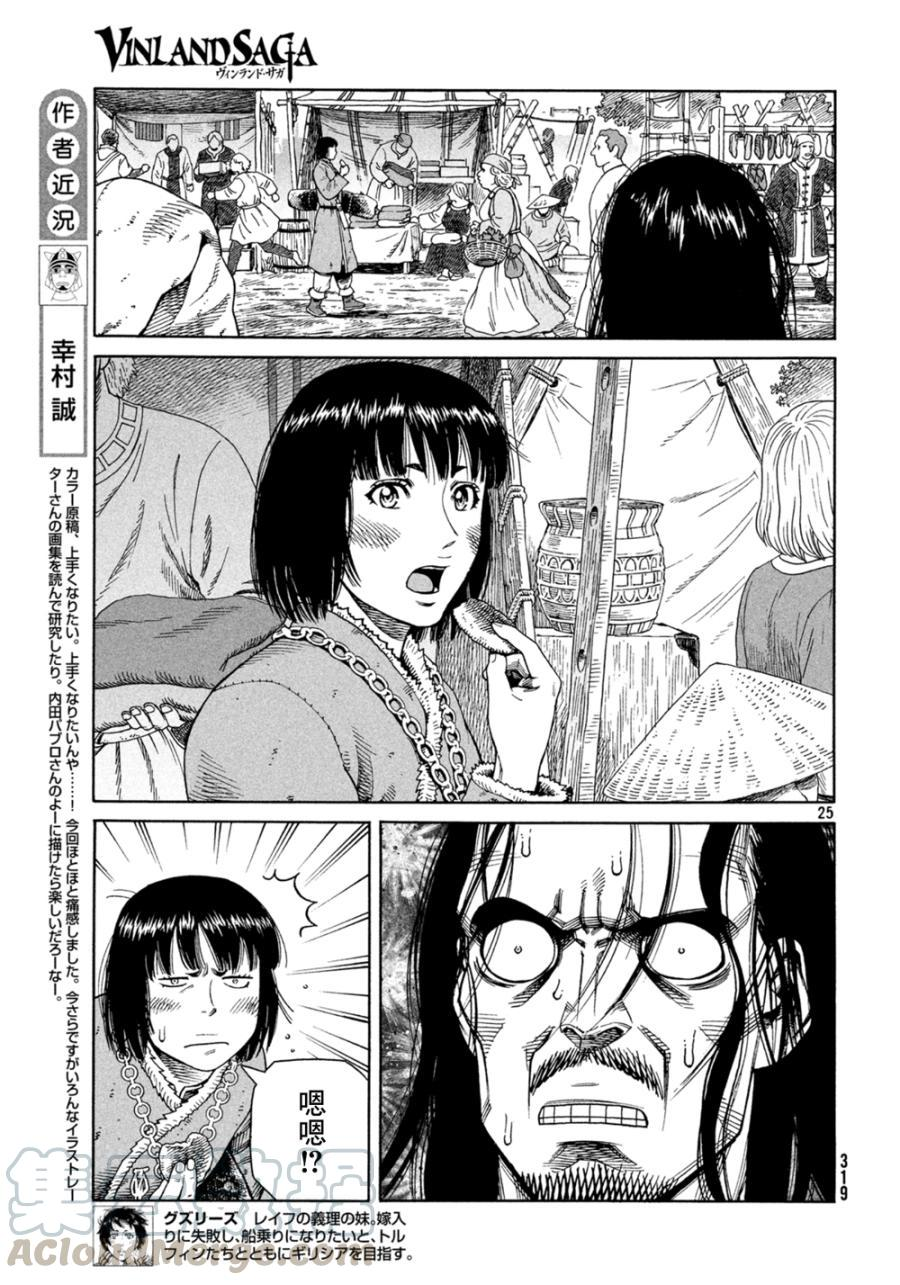 VINLAND SAGA
ヴィンランド・サガ
作者近況
幸村誠
カラー原稿、上手くなりたい。上手くなりたいんや……！今回ほとほと痛感しました。今さらですがいろんなイラストレー
ターさんの画集を読んで研究したり。内田パブロさんのよーに描けたら楽しいだろーなー。
25
嗯
嗯
!?
319
グズリーズ　レイフの義理の妹。嫁入
りに失敗し、船乗りになりたいと、トル
フィンたちとともにギリシアを目指す。